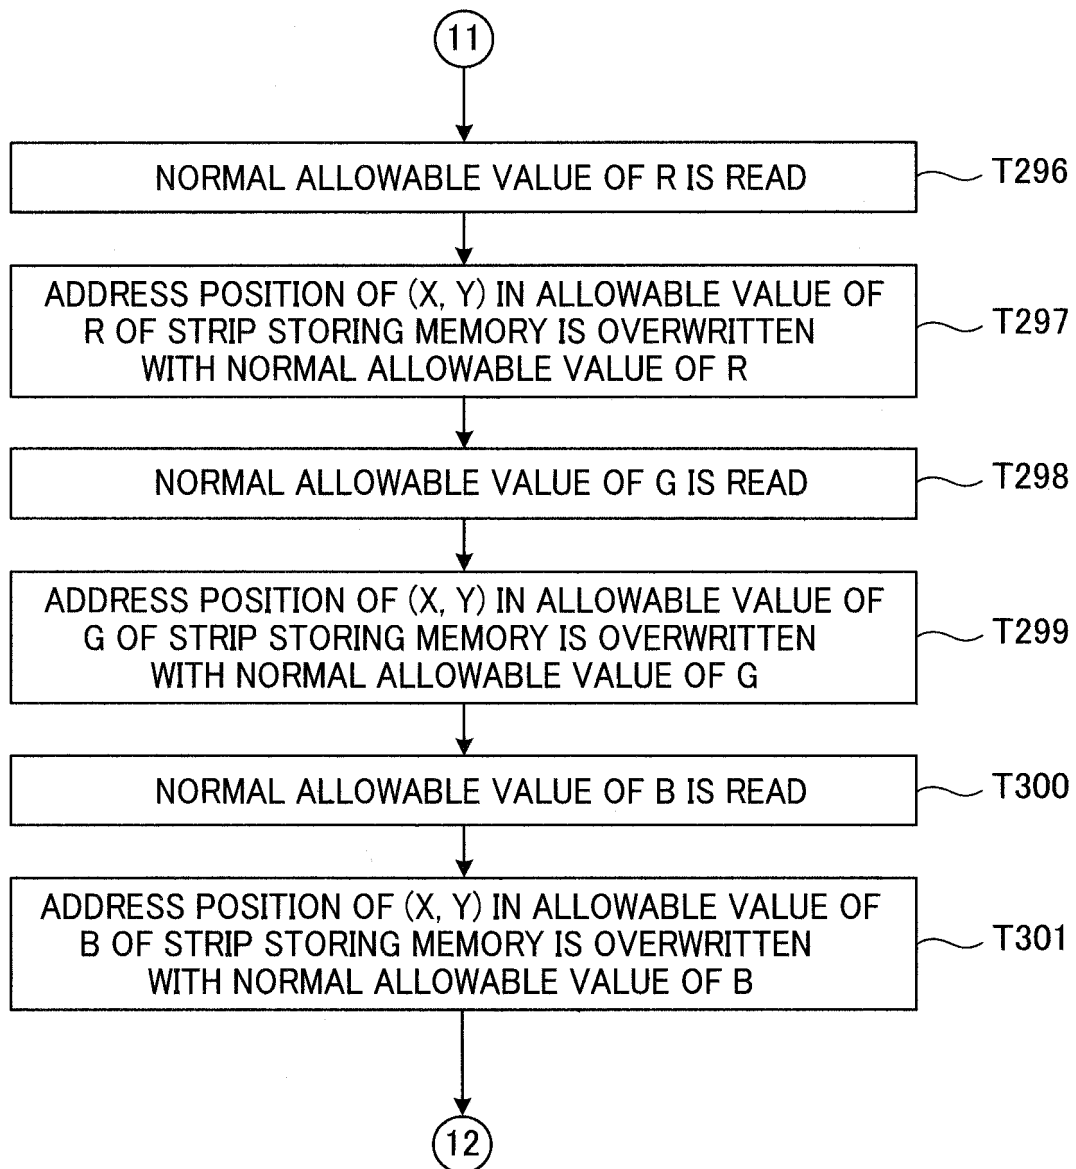 11
NORMAL ALLOWABLE VALUE OF R IS READ
T296
ADDRESS POSITION OF (X, Y) IN ALLOWABLE VALUE OF
R OF STRIP STORING MEMORY IS OVERWRITTEN
WITH NORMAL ALLOWABLE VALUE OF R
T297
NORMAL ALLOWABLE VALUE OF G IS READ
T298
ADDRESS POSITION OF (X, Y) IN ALLOWABLE VALUE OF
G OF STRIP STORING MEMORY IS OVERWRITTEN
WITH NORMAL ALLOWABLE VALUE OF G
T299
NORMAL ALLOWABLE VALUE OF B IS READ
T300
ADDRESS POSITION OF (X, Y) IN ALLOWABLE VALUE OF
B OF STRIP STORING MEMORY IS OVERWRITTEN
WITH NORMAL ALLOWABLE VALUE OF B
T301
12